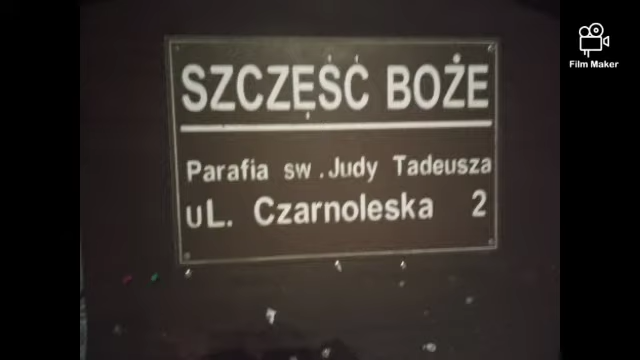 SZCZĘŚĆ BOŻE
Parafia sw. Judy Tadeusza
uL. Czarnoleska 2
Film Maker